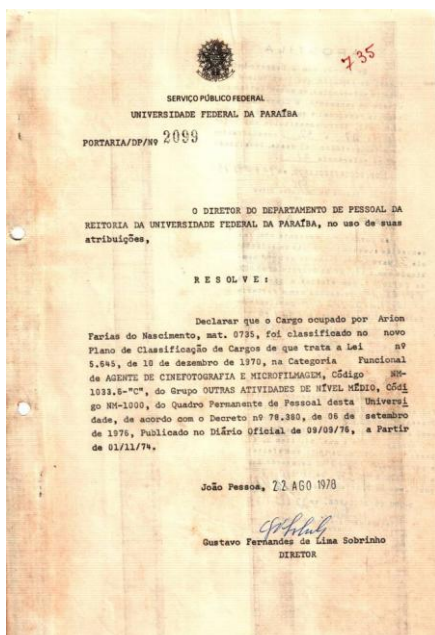 735
SERVIÇO PÚBLICO FEDERAL
UNIVERSIDADE FEDERAL DA PARAÍBA
PORTARIA/DP/Nº 2099
O DIRETOR DO DEPARTAMENTO DE PESSOAL DA
REITORIA DA UNIVERSIDADE FEDERAL DA PARAÍBA, no uso de suas
atribuições,
R E S O L V E :
Declarar que o Cargo ocupado por Arion
Farias do Nascimento, mat. 0735, foi classificado no novo
Plano de Classificação de Cargos de que trata a Lei nº
5.645, de 10 de dezembro de 1970, na Categoria Funcional
de AGENTE DE CINEFOTOGRAFIA E MICROFILMAGEM, Código NM-
1033.6-"C", do Grupo OUTRAS ATIVIDADES DE NÍVEL MÉDIO, Códi
go NM-1000, do Quadro Permanente de Pessoal desta Universi
dade, de acordo com o Decreto nº 78.380, de 06 de setembro
de 1976, Publicado no Diário Oficial de 09/09/76, a Partir
de 01/11/74.
João Pessoa, 22 AGO 1978
Gustavo Fernandes de Lima Sobrinho
DIRETOR